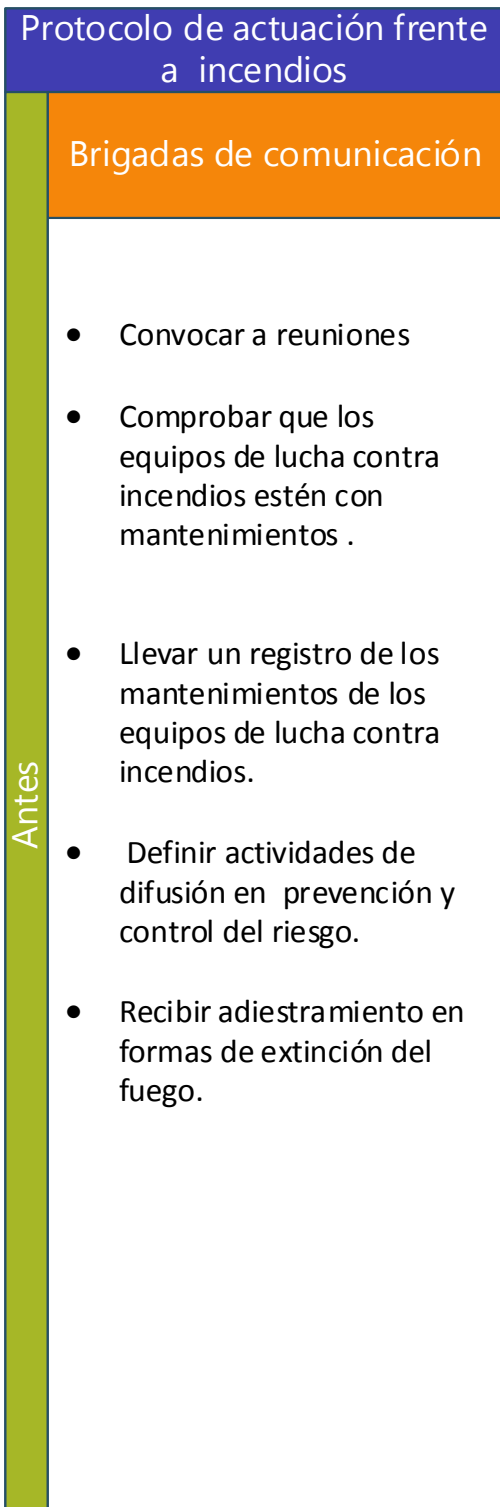 Protocolo de actuación frente
a incendios
Brigadas de comunicación
Antes
• Convocar a reuniones
• Comprobar que los
equipos de lucha contra
incendios estén con
mantenimientos .
• Llevar un registro de los
mantenimientos de los
equipos de lucha contra
incendios.
• Definir actividades de
difusión en prevención y
control del riesgo.
• Recibir adiestramiento en
formas de extinción del
fuego.